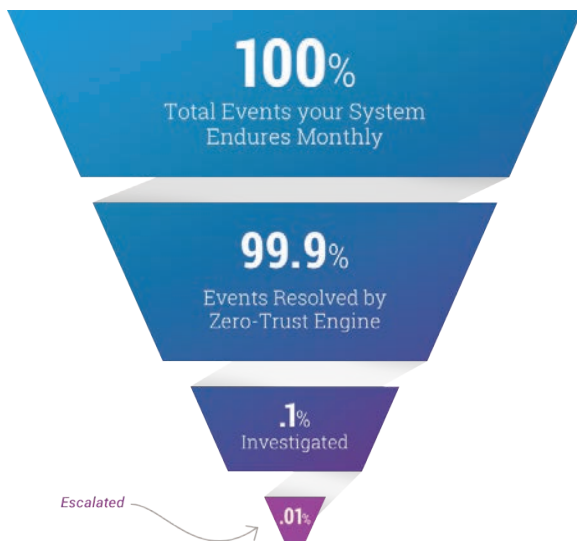 100%
Total Events your System
Endures Monthly
99.9%
Events Resolved by
Zero-Trust Engine
.1%
Investigated
Escalated
.01%